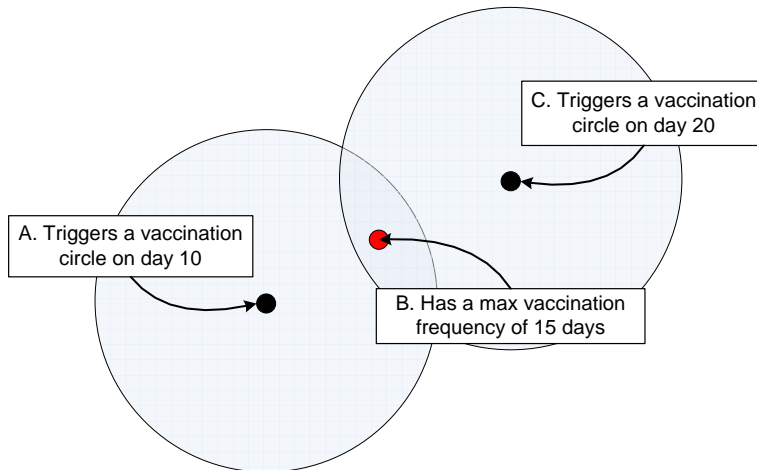 C. Triggers a vaccination
circle on day 20
A. Triggers a vaccination
circle on day 10
B. Has a max vaccination
frequency of 15 days